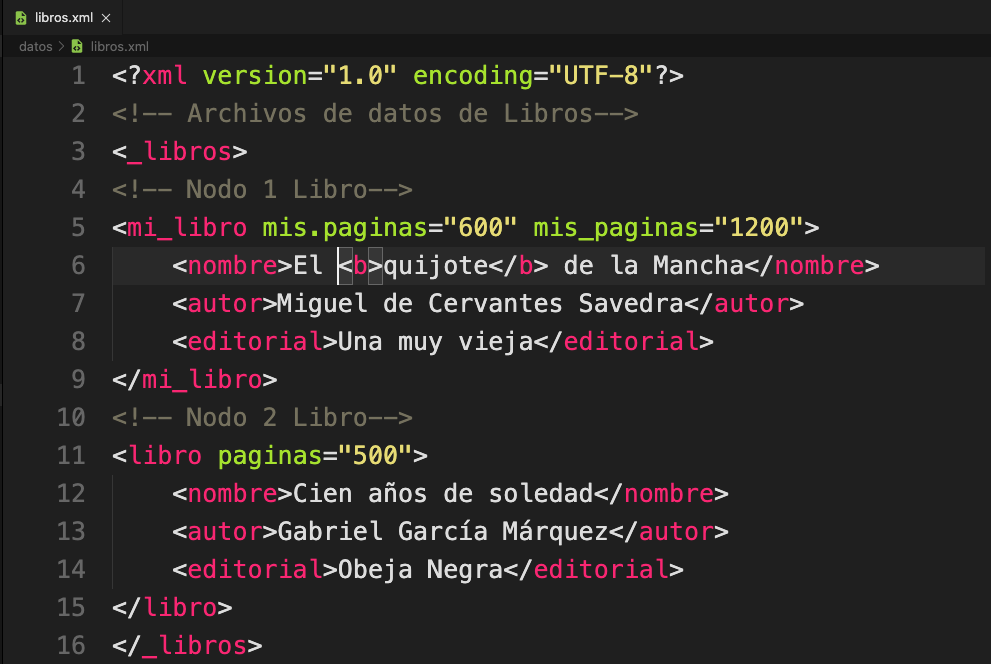 libros.xml ×
datos > libros.xml
1 <?xml version="1.0" encoding="UTF-8"?>
2 <!-- Archivos de datos de Libros-->
3 <_libros>
4 <!-- Nodo 1 Libro-->
5 <mi_libro mis.paginas="600" mis_paginas="1200">
6     <nombre>El <b>quijote</b> de la Mancha</nombre>
7     <autor>Miguel de Cervantes Savedra</autor>
8     <editorial>Una muy vieja</editorial>
9 </mi_libro>
10 <!-- Nodo 2 Libro-->
11 <libro paginas="500">
12     <nombre>Cien años de soledad</nombre>
13     <autor>Gabriel García Márquez</autor>
14     <editorial>Obeja Negra</editorial>
15 </libro>
16 </_libros>